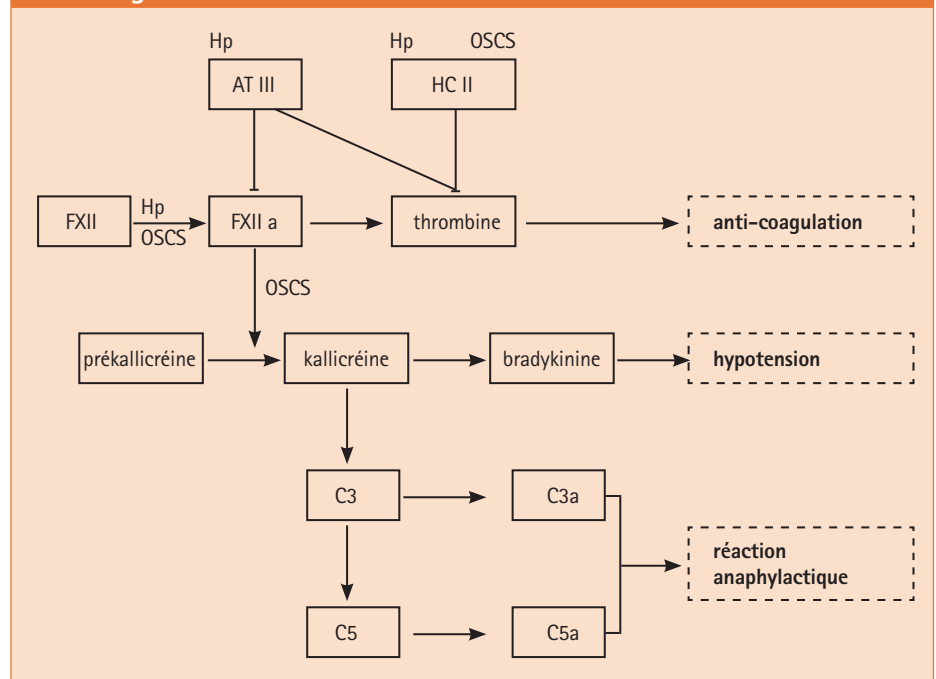 Hp
Hp OSCS
AT III
HC II
FXII
Hp
OSCS
FXII a
thrombine
anti-coagulation
OSCS
prékallicréine
kallicréine
bradykinine
hypotension
C3
C3a
réaction
anaphylactique
C5
C5a